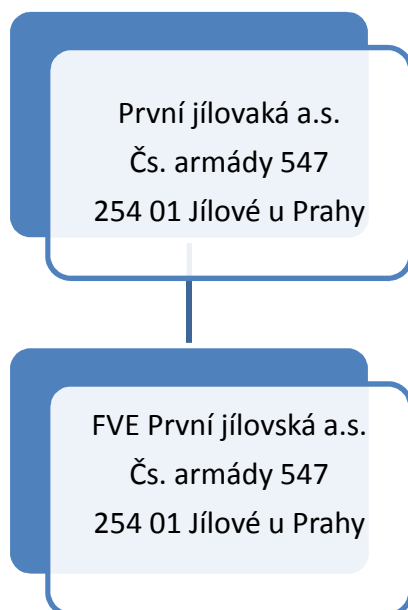 První jílovaká a.s.
Čs. armády 547
254 01 Jílové u Prahy
FVE První jílovská a.s.
Čs. armády 547
254 01 Jílové u Prahy